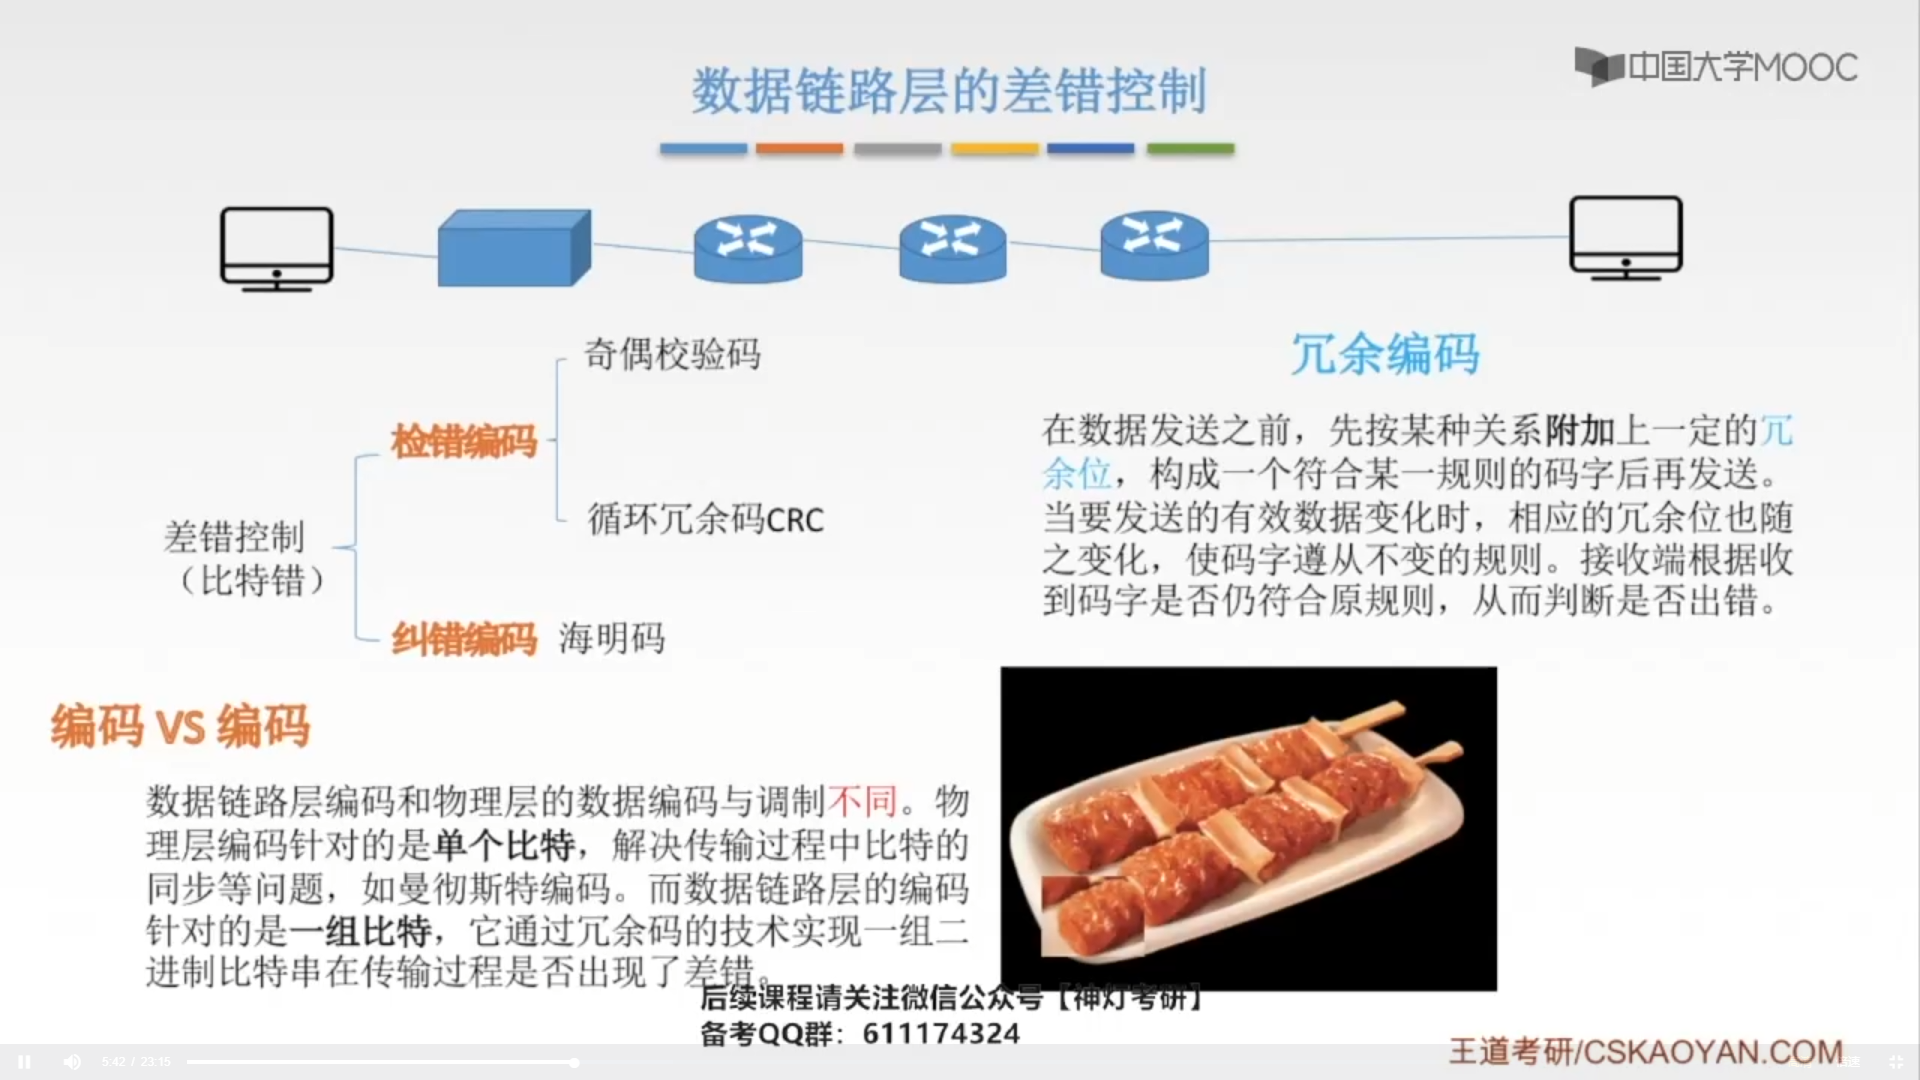 数据链路层的差错控制
中国大学MOOC
奇偶校验码
检错编码
循环冗余码CRC
差错控制
（比特错）
纠错编码 海明码
冗余编码
在数据发送之前，先按某种关系附加上一定的冗
余位，构成一个符合某一规则的码字后再发送。
当要发送的有效数据变化时，相应的冗余位也随
之变化，使码字遵从不变的规则。接收端根据收
到码字是否仍符合原规则，从而判断是否出错。
编码 VS 编码
数据链路层编码和物理层的数据编码与调制不同。物
理层编码针对的是单个比特，解决传输过程中比特的
同步等问题，如曼彻斯特编码。而数据链路层的编码
针对的是一组比特，它通过冗余码的技术实现一组二
进制比特串在传输过程是否出现了差错。
后续课程请关注微信公众号【神灯考研】
备考QQ群：611174324
王道考研/CSKAOYAN.COM
5:42 / 23:15
倍速